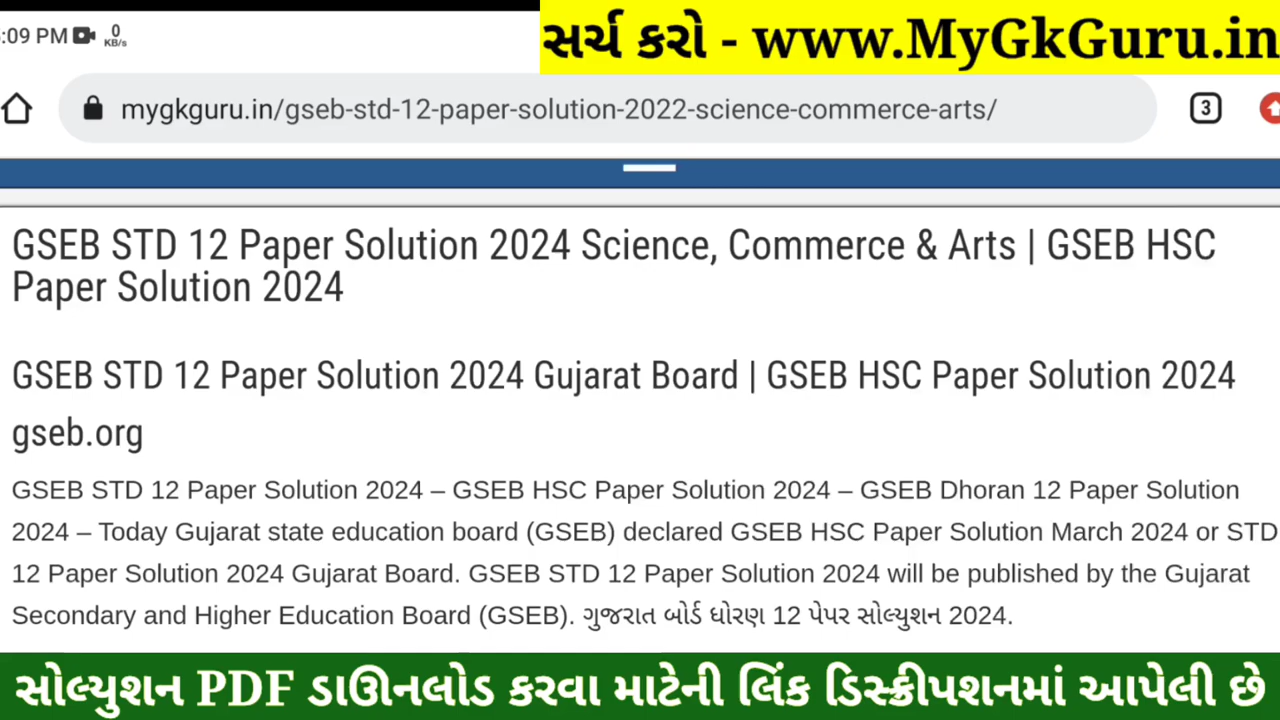 :09 PM 0 KB/s
સર્ચ કરો - www.MyGkGuru.in
mygkguru.in/gseb-std-12-paper-solution-2022-science-commerce-arts/ 3
GSEB STD 12 Paper Solution 2024 Science, Commerce & Arts | GSEB HSC
Paper Solution 2024
GSEB STD 12 Paper Solution 2024 Gujarat Board | GSEB HSC Paper Solution 2024
gseb.org
GSEB STD 12 Paper Solution 2024 – GSEB HSC Paper Solution 2024 – GSEB Dhoran 12 Paper Solution
2024 – Today Gujarat state education board (GSEB) declared GSEB HSC Paper Solution March 2024 or STD
12 Paper Solution 2024 Gujarat Board. GSEB STD 12 Paper Solution 2024 will be published by the Gujarat
Secondary and Higher Education Board (GSEB). ગુજરાત બોર્ડ ધોરણ 12 પેપર સોલ્યુશન 2024.
સોલ્યુશન PDF ડાઊનલોડ કરવા માટેની લિંક ડિસ્ક્રીપશનમાં આપેલી છે